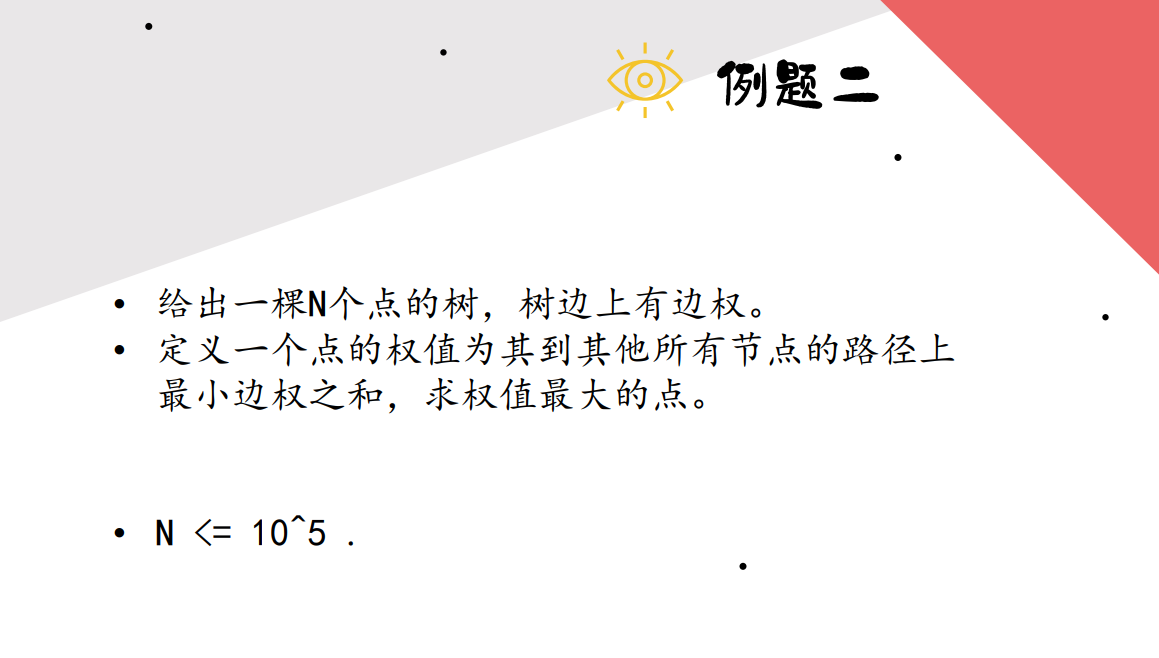 例题二
• 给出一棵N个点的树，树边上有边权。
• 定义一个点的权值为其到其他所有节点的路径上
最小边权之和，求权值最大的点。
• N <= 10^5 .